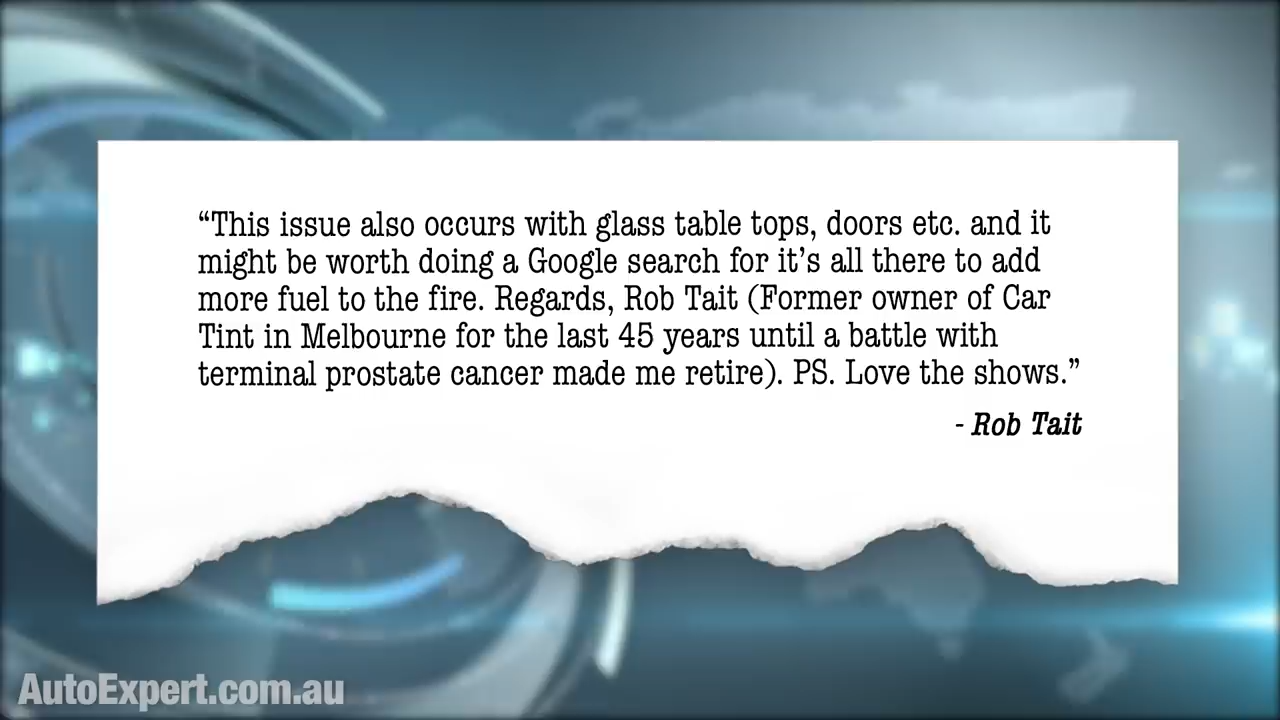 “This issue also occurs with glass table tops, doors etc. and it
might be worth doing a Google search for it’s all there to add
more fuel to the fire. Regards, Rob Tait (Former owner of Car
Tint in Melbourne for the last 45 years until a battle with
terminal prostate cancer made me retire). PS. Love the shows.”
- Rob Tait
AutoExpert.com.au